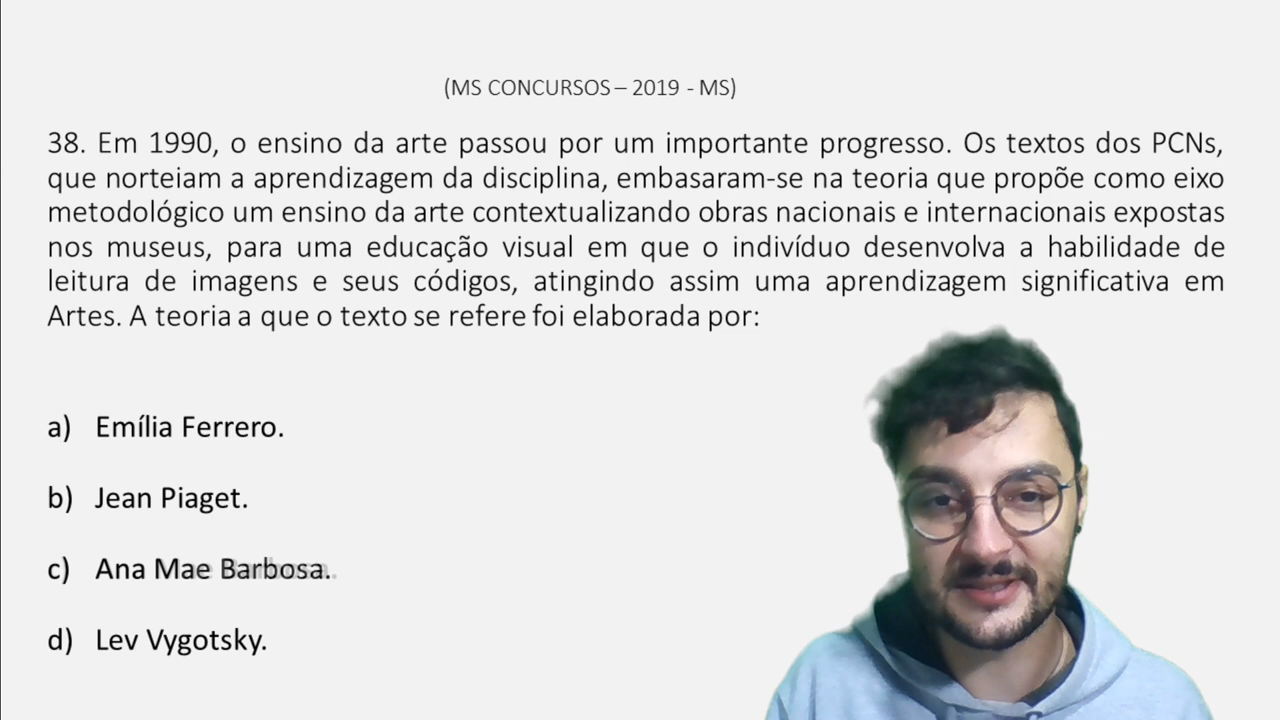 (MS CONCURSOS – 2019 - MS)
38. Em 1990, o ensino da arte passou por um importante progresso. Os textos dos PCNs,
que norteiam a aprendizagem da disciplina, embasaram-se na teoria que propõe como eixo
metodológico um ensino da arte contextualizando obras nacionais e internacionais expostas
nos museus, para uma educação visual em que o indivíduo desenvolva a habilidade de
leitura de imagens e seus códigos, atingindo assim uma aprendizagem significativa em
Artes. A teoria a que o texto se refere foi elaborada por:
a) Emília Ferrero.
b) Jean Piaget.
c) Ana Mae Barbosa.
d) Lev Vygotsky.